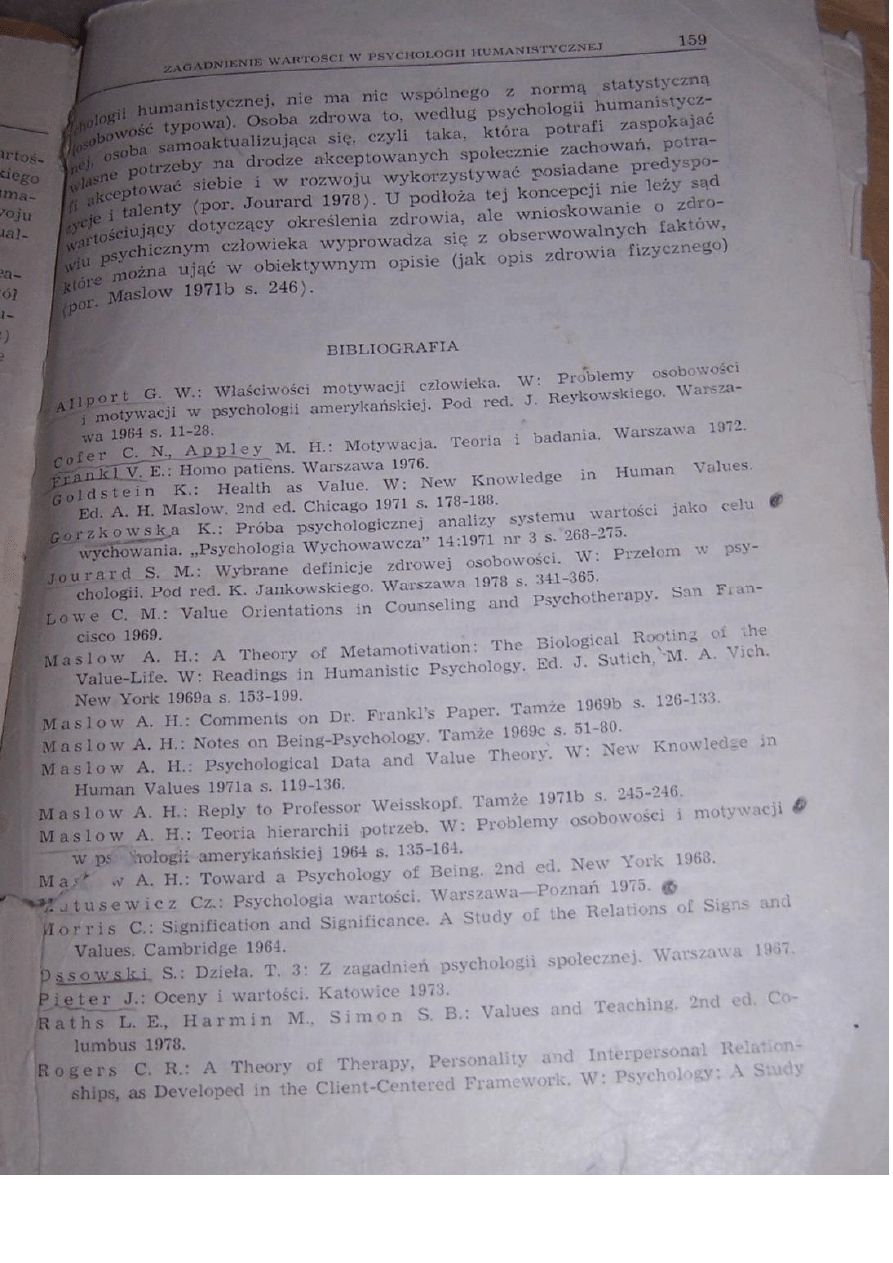 ZAGADNIENIE WARTOŚCI W PSYCHOLOGII HUMANISTYCZNEJ 159
humanistycznej, nie ma nic wspólnego z normą statystyczną
(osobowość typowa). Osoba zdrowa to, według psychologii humanistycz-
nej, osoba samoaktualizująca się, czyli taka, która potrafi zaspokajać
własne potrzeby na drodze akceptowanych społecznie zachowań, potra-
fi akceptować siebie i w rozwoju wykorzystywać posiadane predyspo-
zycje i talenty (por. Jourard 1978). U podłoża tej koncepcji nie leży sąd
wartościujący dotyczący określenia zdrowia, ale wnioskowanie o zdro-
wiu psychicznym człowieka wyprowadza się z obserwowalnych faktów,
które można ująć w obiektywnym opisie (jak opis zdrowia fizycznego)
(por. Maslow 1971b s. 246).
BIBLIOGRAFIA
Allport G. W.: Właściwości motywacji człowieka. W: Problemy osobowości
i motywacji w psychologii amerykańskiej. Pod red. J. Reykowskiego. Warsza-
wa 1964 s. 11-28.
Cofer C. N., Appley M. H.: Motywacja. Teoria i badania. Warszawa 1972.
Frankl V. E.: Homo patiens. Warszawa 1976.
Goldstein K.: Health as Value. W: New Knowledge in Human Values.
Ed. A. H. Maslow. 2nd ed. Chicago 1971 s. 178-188.
Gorzkowska K.: Próba psychologicznej analizy systemu wartości jako celu
wychowania. „Psychologia Wychowawcza" 14:1971 nr 3 s. 268-275.
Jourard S. M.: Wybrane definicje zdrowej osobowości. W: Przełom w psy-
chologii. Pod red. K. Jankowskiego. Warszawa 1978 s. 341-365.
Lowe C. M.: Value Orientations in Counseling and Psychotherapy. San Fran-
cisco 1969.
Maslow A. H.: A Theory of Metamotivation: The Biological Rooting of the
Value-Life. W: Readings in Humanistic Psychology. Ed. J. Sutich, M. A. Vich.
New York 1969a s. 153-199.
Maslow A. H.: Comments on Dr. Frankl's Paper. Tamże 1969b s. 126-133.
Maslow A. H.: Notes on Being-Psychology. Tamże 1969c s. 51-80.
Maslow A. H.: Psychological Data and Value Theory. W: New Knowledge in
Human Values 1971a s. 119-136.
Maslow A. H.: Reply to Professor Weisskopf. Tamże 1971b s. 245-246.
Maslow A. H.: Teoria hierarchii potrzeb. W: Problemy osobowości i motywacji
w amerykańskiej 1964 s. 135-164.
A. H.: Toward a Psychology of Being. 2nd ed. New York 1968.
Matusewicz Cz.: Psychologia wartości. Warszawa—Poznań 1975.
Morris C.: Signification and Significance. A Study of the Relations of Signs and
Values. Cambridge 1964.
Ossowski S.: Dzieła. T. 3: Z zagadnień psychologii społecznej. Warszawa 1967.
Pieter J.: Oceny i wartości. Katowice 1973.
Raths L. E., Harmin M., Simon S. B.: Values and Teaching. 2nd ed. Co-
lumbus 1978.
Rogers C. R.: A Theory of Therapy, Personality and Interpersonal Relation-
ships, as Developed in the Client-Centered Framework. W: Psychology: A Study